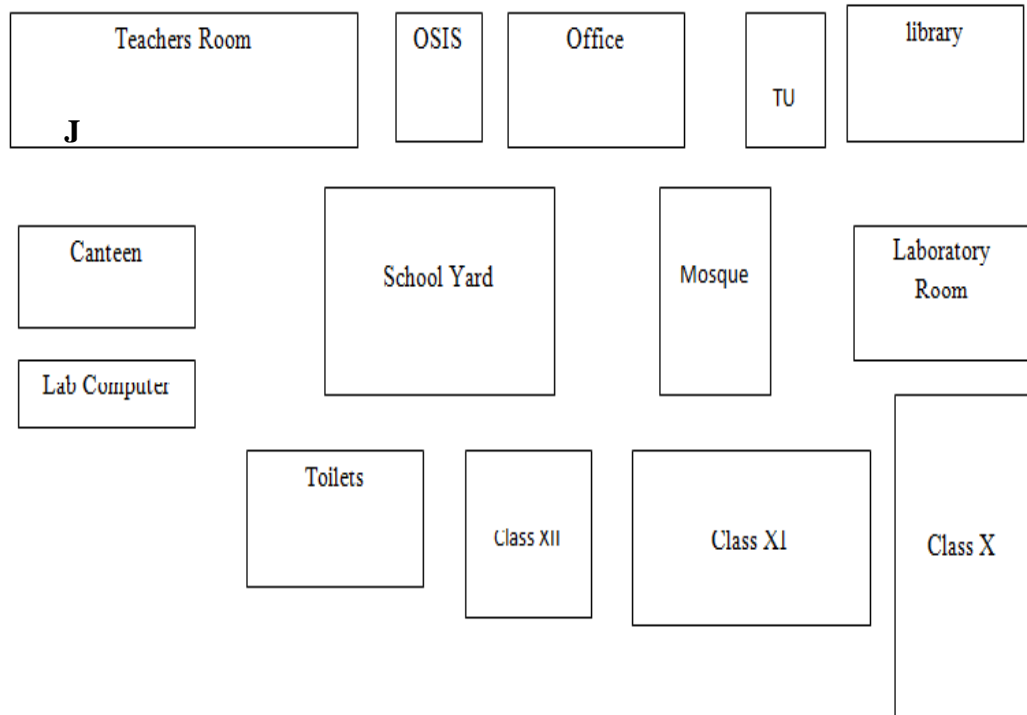 Teachers Room
OSIS
Office
TU
library
J
Canteen
School Yard
Mosque
Laboratory
Room
Lab Computer
Toilets
Class XII
Class XI
Class X